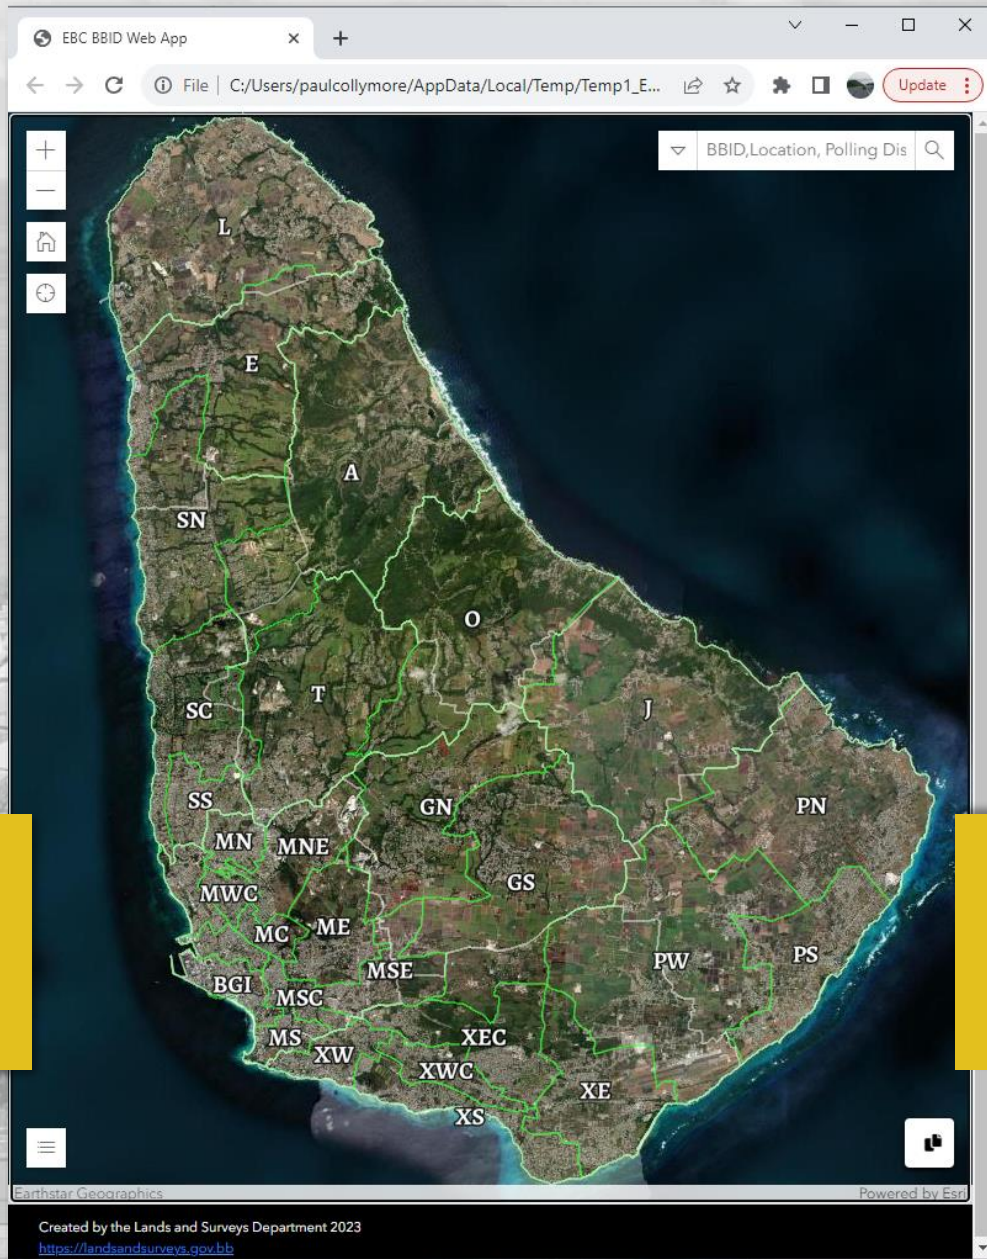 EBC BBID Web App
File
C:/Users/paulcollymore/AppData/Local/Temp/Temp1_E...
Update
BBID,Location, Polling Dis
L
E
A
SN
O
T
SC
J
SS
GN
PN
MN
MNE
GS
MWC
MC
ME
MSE
PW
PS
BGI
MSC
MS
XW
XEC
XWC
XE
XS
Earthstar Geographics
Powered by Esri
Created by the Lands and Surveys Department 2023
https://landsandsurveys.gov.bb